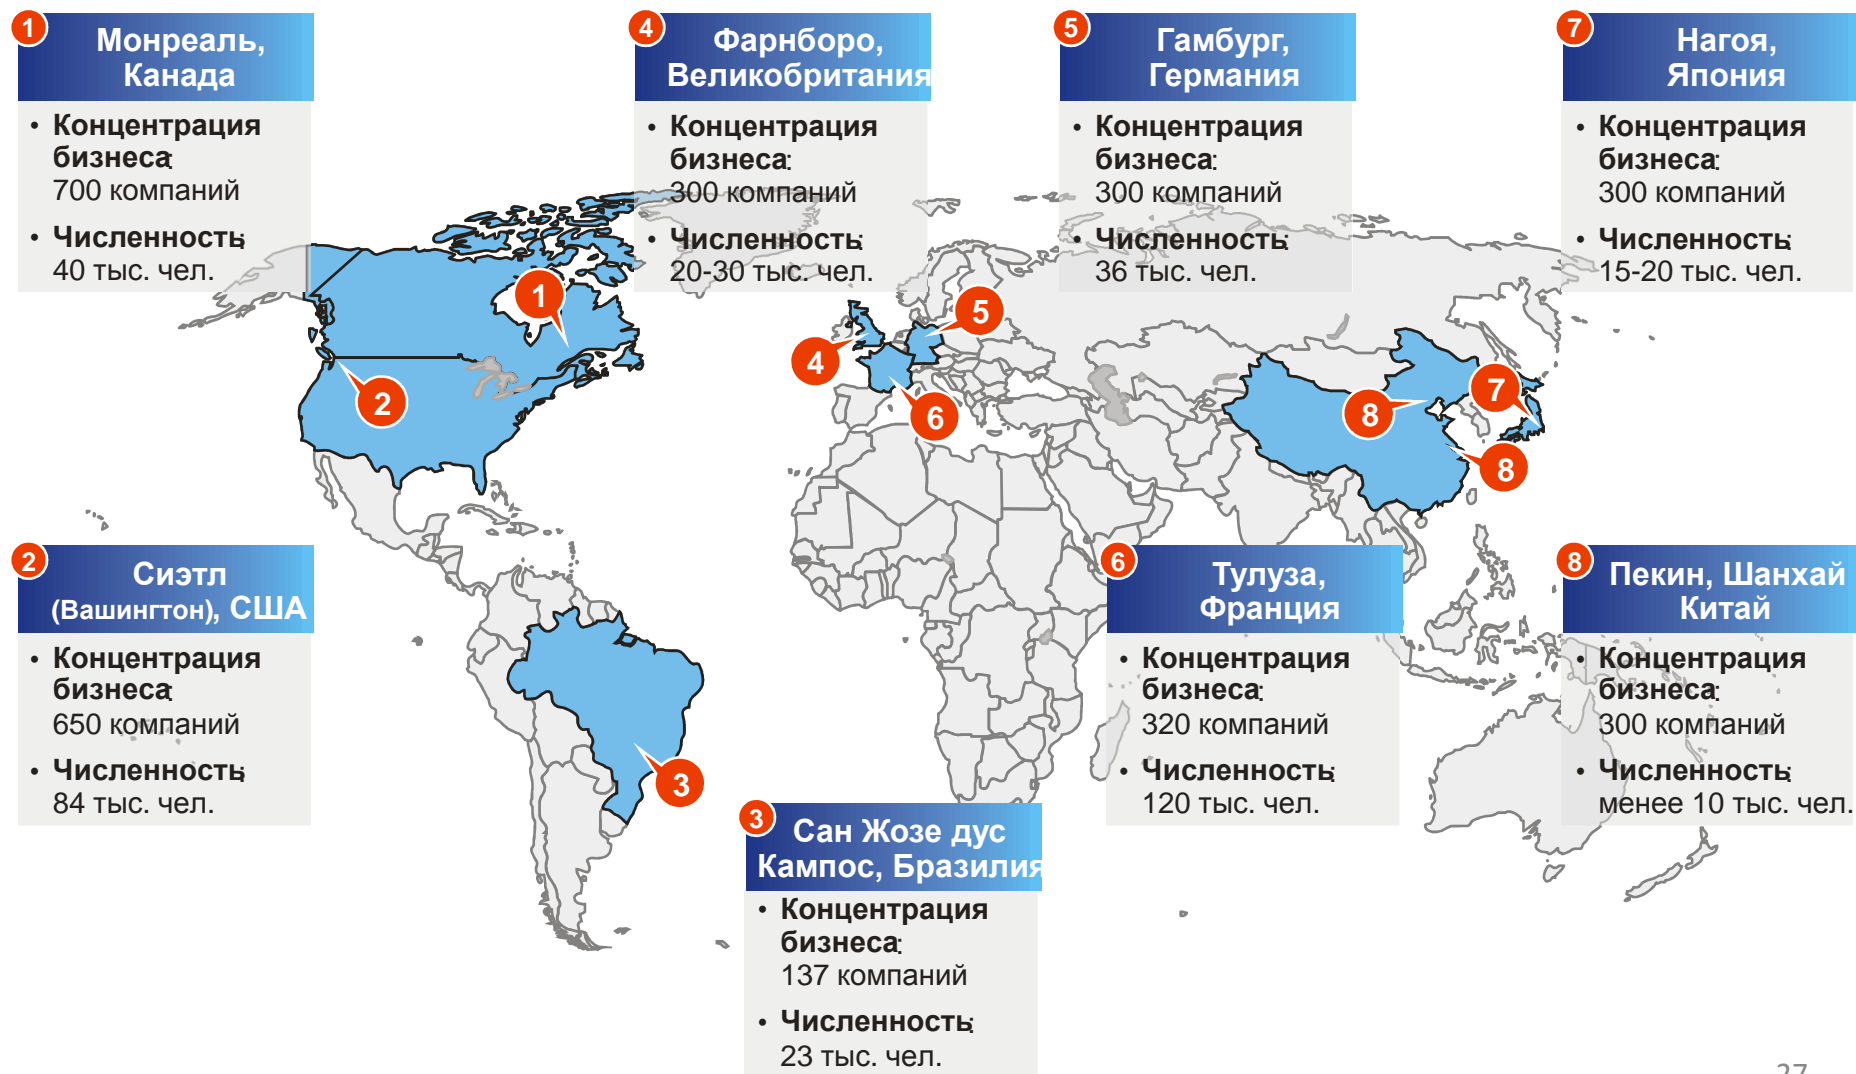 1
Монреаль,
Канада
• Концентрация
бизнеса:
700 компаний
• Численность:
40 тыс. чел.
4
Фарнборо,
Великобритания
• Концентрация
бизнеса:
300 компаний
• Численность:
20-30 тыс. чел.
5
Гамбург,
Германия
• Концентрация
бизнеса:
300 компаний
• Численность:
36 тыс. чел.
7
Нагоя,
Япония
• Концентрация
бизнеса:
300 компаний
• Численность:
15-20 тыс. чел.
1
2
3
4
5
6
7
8
8
2
Сиэтл
(Вашингтон), США
• Концентрация
бизнеса:
650 компаний
• Численность:
84 тыс. чел.
3
Сан Жозе дус
Кампос, Бразилия
• Концентрация
бизнеса:
137 компаний
• Численность:
23 тыс. чел.
6
Тулуза,
Франция
• Концентрация
бизнеса:
320 компаний
• Численность:
120 тыс. чел.
8
Пекин, Шанхай
Китай
• Концентрация
бизнеса:
300 компаний
• Численность:
менее 10 тыс. чел.
27